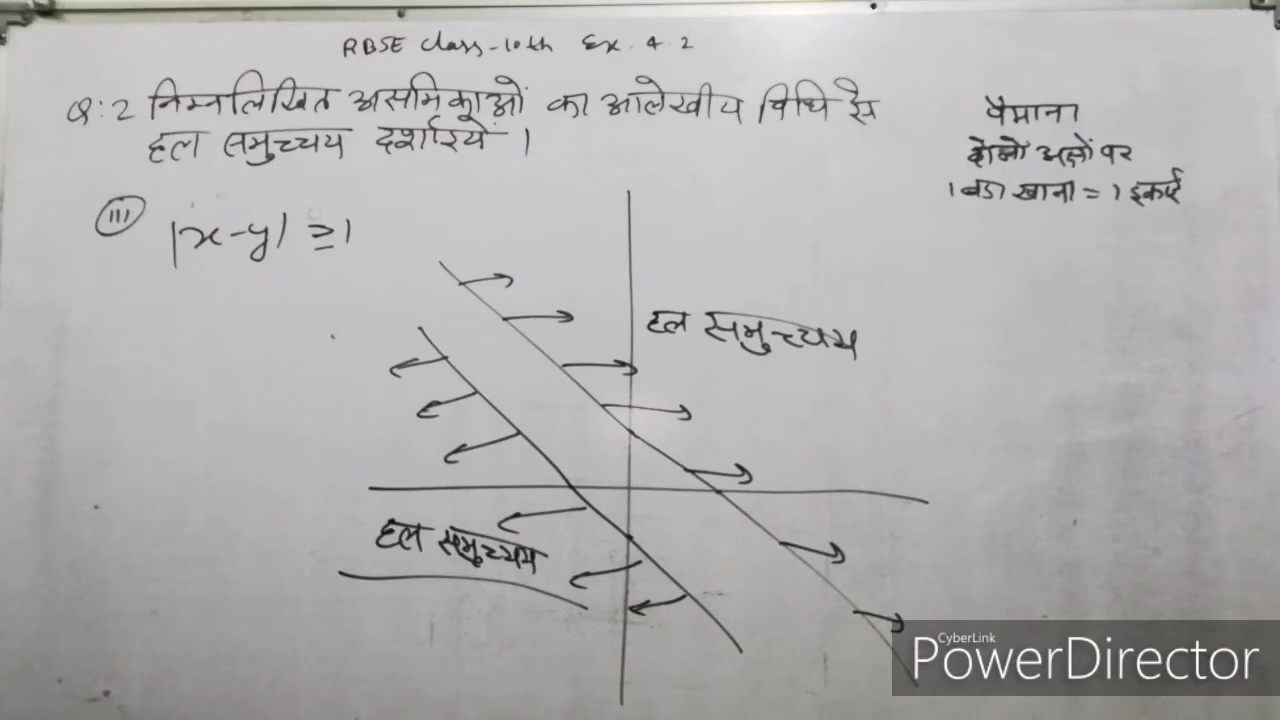 RBSE Class-10th Ex. 4.2
Q:2 निम्नलिखित असमिकाओं का आलेखीय विधि से
हल समुच्चय दर्शाइये ।
पैमाना
दोनों अक्षों पर
1 बडा खाना = 1 इकाई
(iii) |x-y| ≥ 1
हल समुच्चय
हल समुच्चय
CyberLink
PowerDirector